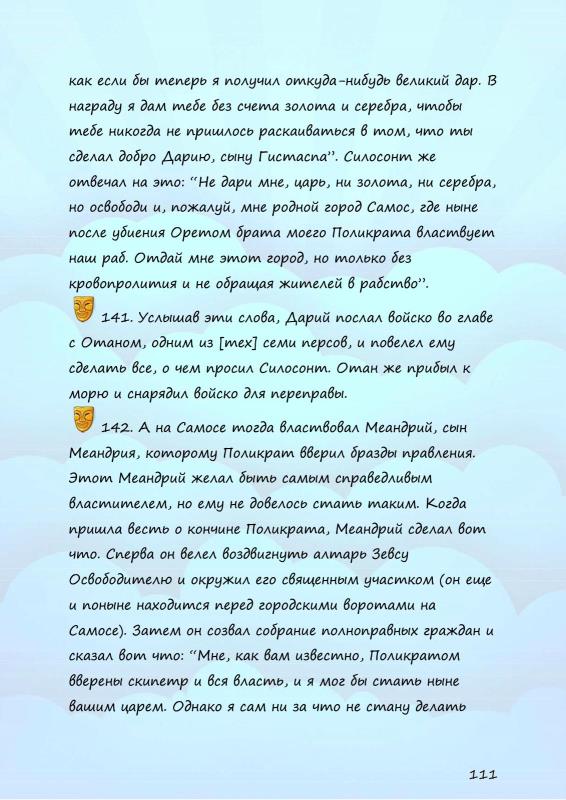 как если бы теперь я получил откуда-нибудь великий дар. В
награду я дам тебе без счета золота и серебра, чтобы
тебе никогда не пришлось раскаиваться в том, что ты
сделал добро Дарию, сыну Гистаспа”. Силосонт же
отвечал на это: “Не дари мне, царь, ни золота, ни серебра,
но освободи и, пожалуй, мне родной город Самос, где ныне
после убиения Оретом брата моего Поликрата властвует
наш раб. Отдай мне этот город, но только без
кровопролития и не обращая жителей в рабство”.
141. Услышав эти слова, Дарий послал войско во главе
с Отаном, одним из [тех] семи персов, и повелел ему
сделать все, о чем просил Силосонт. Отан же прибыл к
морю и снарядил войско для переправы.
142. А на Самосе тогда властвовал Меандрий, сын
Меандрия, которому Поликрат вверил бразды правления.
Этот Меандрий желал быть самым справедливым
властителем, но ему не довелось стать таким. Когда
пришла весть о кончине Поликрата, Меандрий сделал вот
что. Сперва он велел воздвигнуть алтарь Зевсу
Освободителю и окружил его священным участком (он еще
и поныне находится перед городскими воротами на
Самосе). Затем он созвал собрание полноправных граждан и
сказал вот что: “Мне, как вам известно, Поликратом
вверены скипетр и вся власть, и я мог бы стать ныне
вашим царем. Однако я сам ни за что не стану делать
111